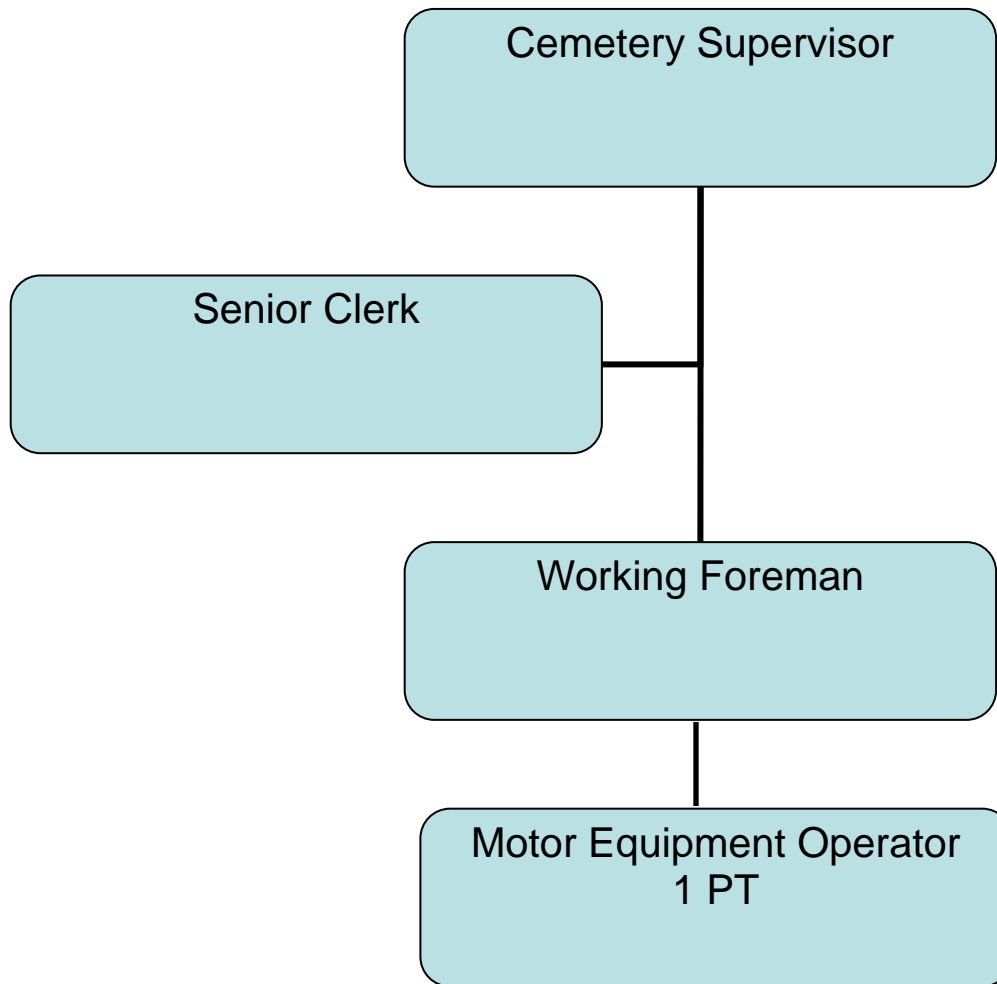 Cemetery Supervisor
Senior Clerk
Working Foreman
Motor Equipment Operator
1 PT